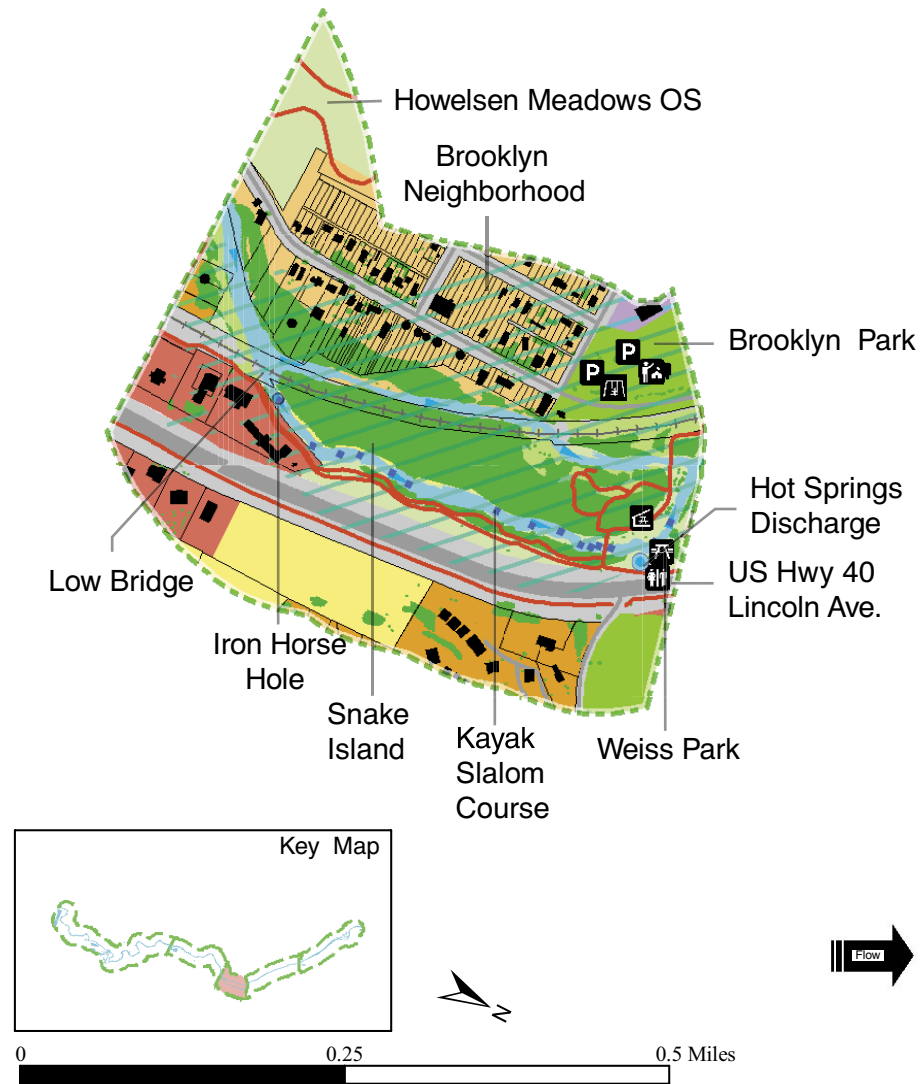 Howelsen Meadows OS
Brooklyn
Neighborhood
Brooklyn Park
P
P
Hot Springs
Discharge
US Hwy 40
Lincoln Ave.
Low Bridge
Iron Horse
Hole
Snake
Island
Kayak
Slalom
Course
Weiss Park
Key Map
Flow
N
0 0.25 0.5 Miles